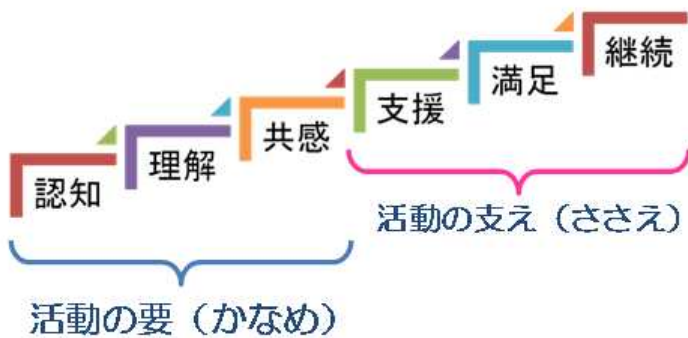 認知
理解
共感
支援
満足
継続
活動の要（かなめ）
活動の支え（ささえ）